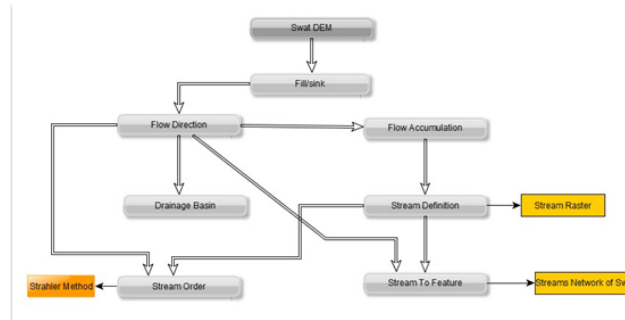 Swat DEM
Fill/sink
Flow Direction
Flow Accumulation
Drainage Basin
Stream Definition
Stream Raster
Strahler Method
Stream Order
Stream To Feature
Streams Network of Sw